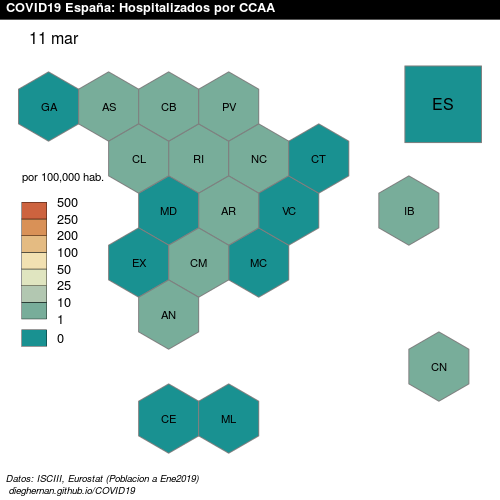 COVID19 España: Hospitalizados por CCAA
11 mar
GA AS CB PV ES
CL RI NC CT
por 100,000 hab.
500
250
200
100
50
25
10
1
0
MD AR VC IB
EX CM MC
AN
CN
CE ML
Datos: ISCIII, Eurostat (Poblacion a Ene2019)
dieghernan.github.io/COVID19